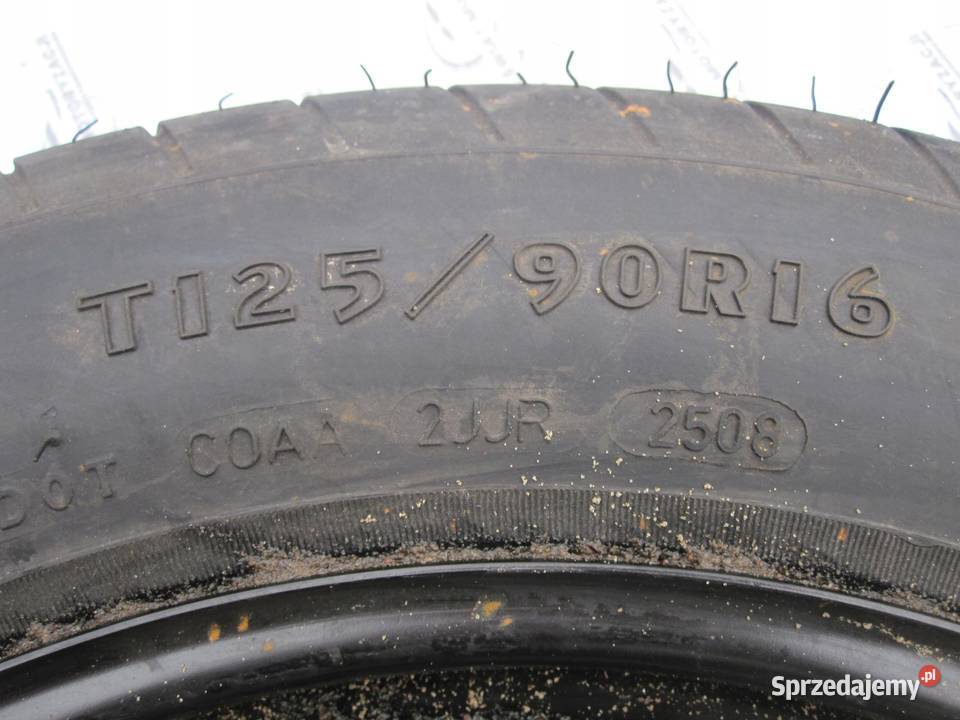 T125/90R16
DOT COAA 2JJR 2508
Sprzedajemy.pl